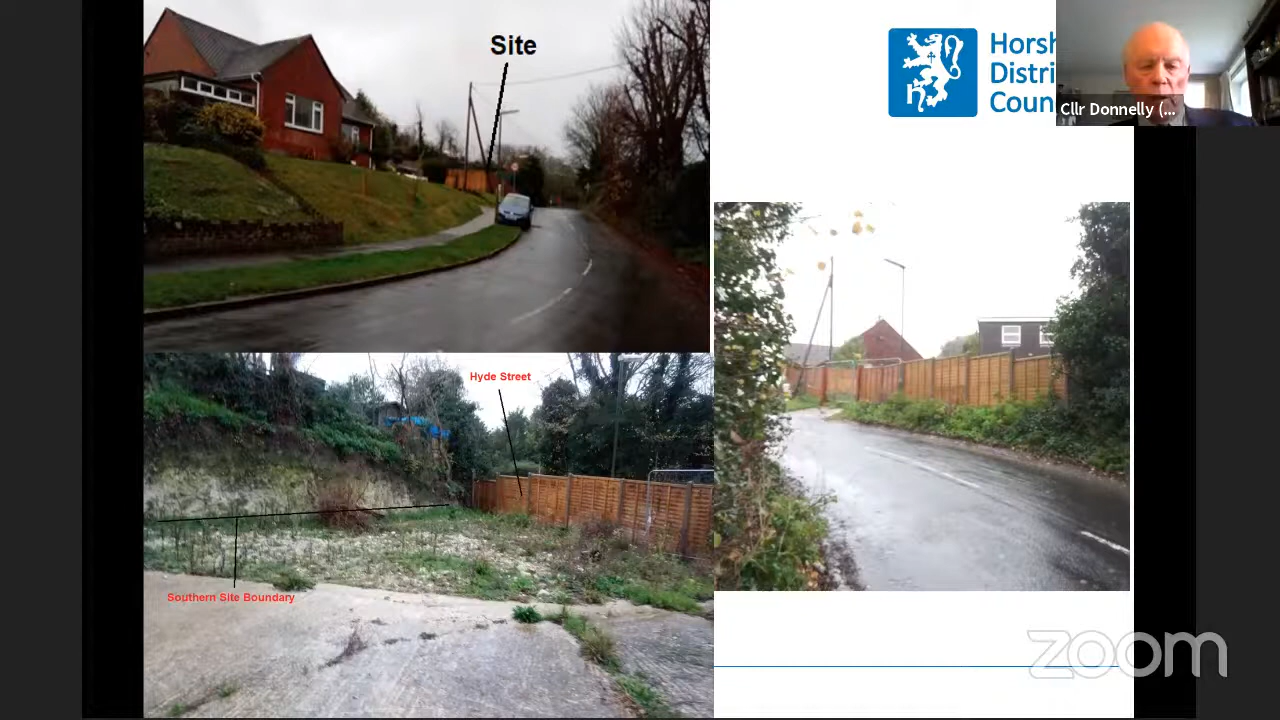 Site
Horsh
Distri
Coun
Cllr Donnelly (...
Hyde Street
Southern Site Boundary
zoom